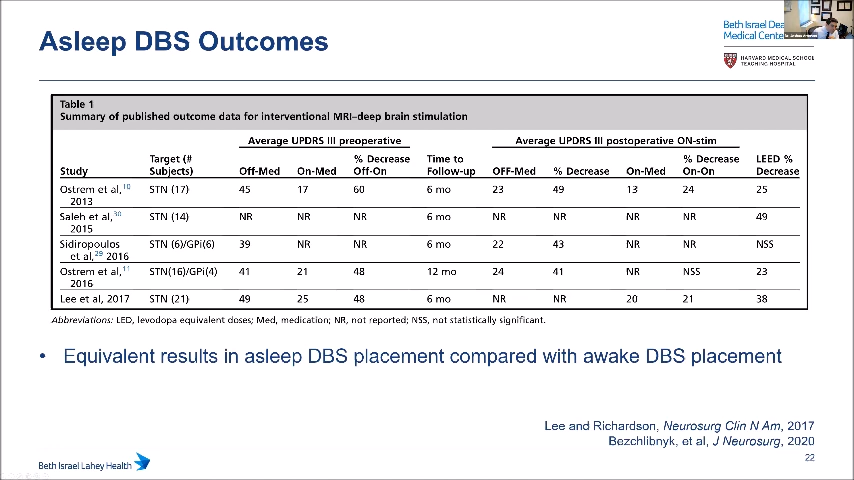 Asleep DBS Outcomes
Beth Israel Dea
Medical Cente
HARVARD MEDICAL SCHOOL
TEACHING HOSPITAL
Table 1
Summary of published outcome data for interventional MRI–deep brain stimulation
Average UPDRS III preoperative Average UPDRS III postoperative ON-stim
Target (# % Decrease Time to % Decrease LEED %
Study Subjects) Off-Med On-Med Off-On Follow-up OFF-Med % Decrease On-Med On-On Decrease
Ostrem et al,10 STN (17) 45 17 60 6 mo 23 49 13 24 25
2013
Saleh et al,30 STN (14) NR NR NR 6 mo NR NR NR NR 49
2015
Sidiropoulos STN (6)/GPi(6) 39 NR NR 6 mo 22 43 NR NR NSS
et al,29 2016
Ostrem et al,11 STN(16)/GPi(4) 41 21 48 12 mo 24 41 NR NSS 23
2016
Lee et al, 2017 STN (21) 49 25 48 6 mo NR NR 20 21 38
Abbreviations: LED, levodopa equivalent doses; Med, medication; NR, not reported; NSS, not statistically significant.
• Equivalent results in asleep DBS placement compared with awake DBS placement
Lee and Richardson, Neurosurg Clin N Am, 2017
Bezchlibnyk, et al, J Neurosurg, 2020
22
Beth Israel Lahey Health